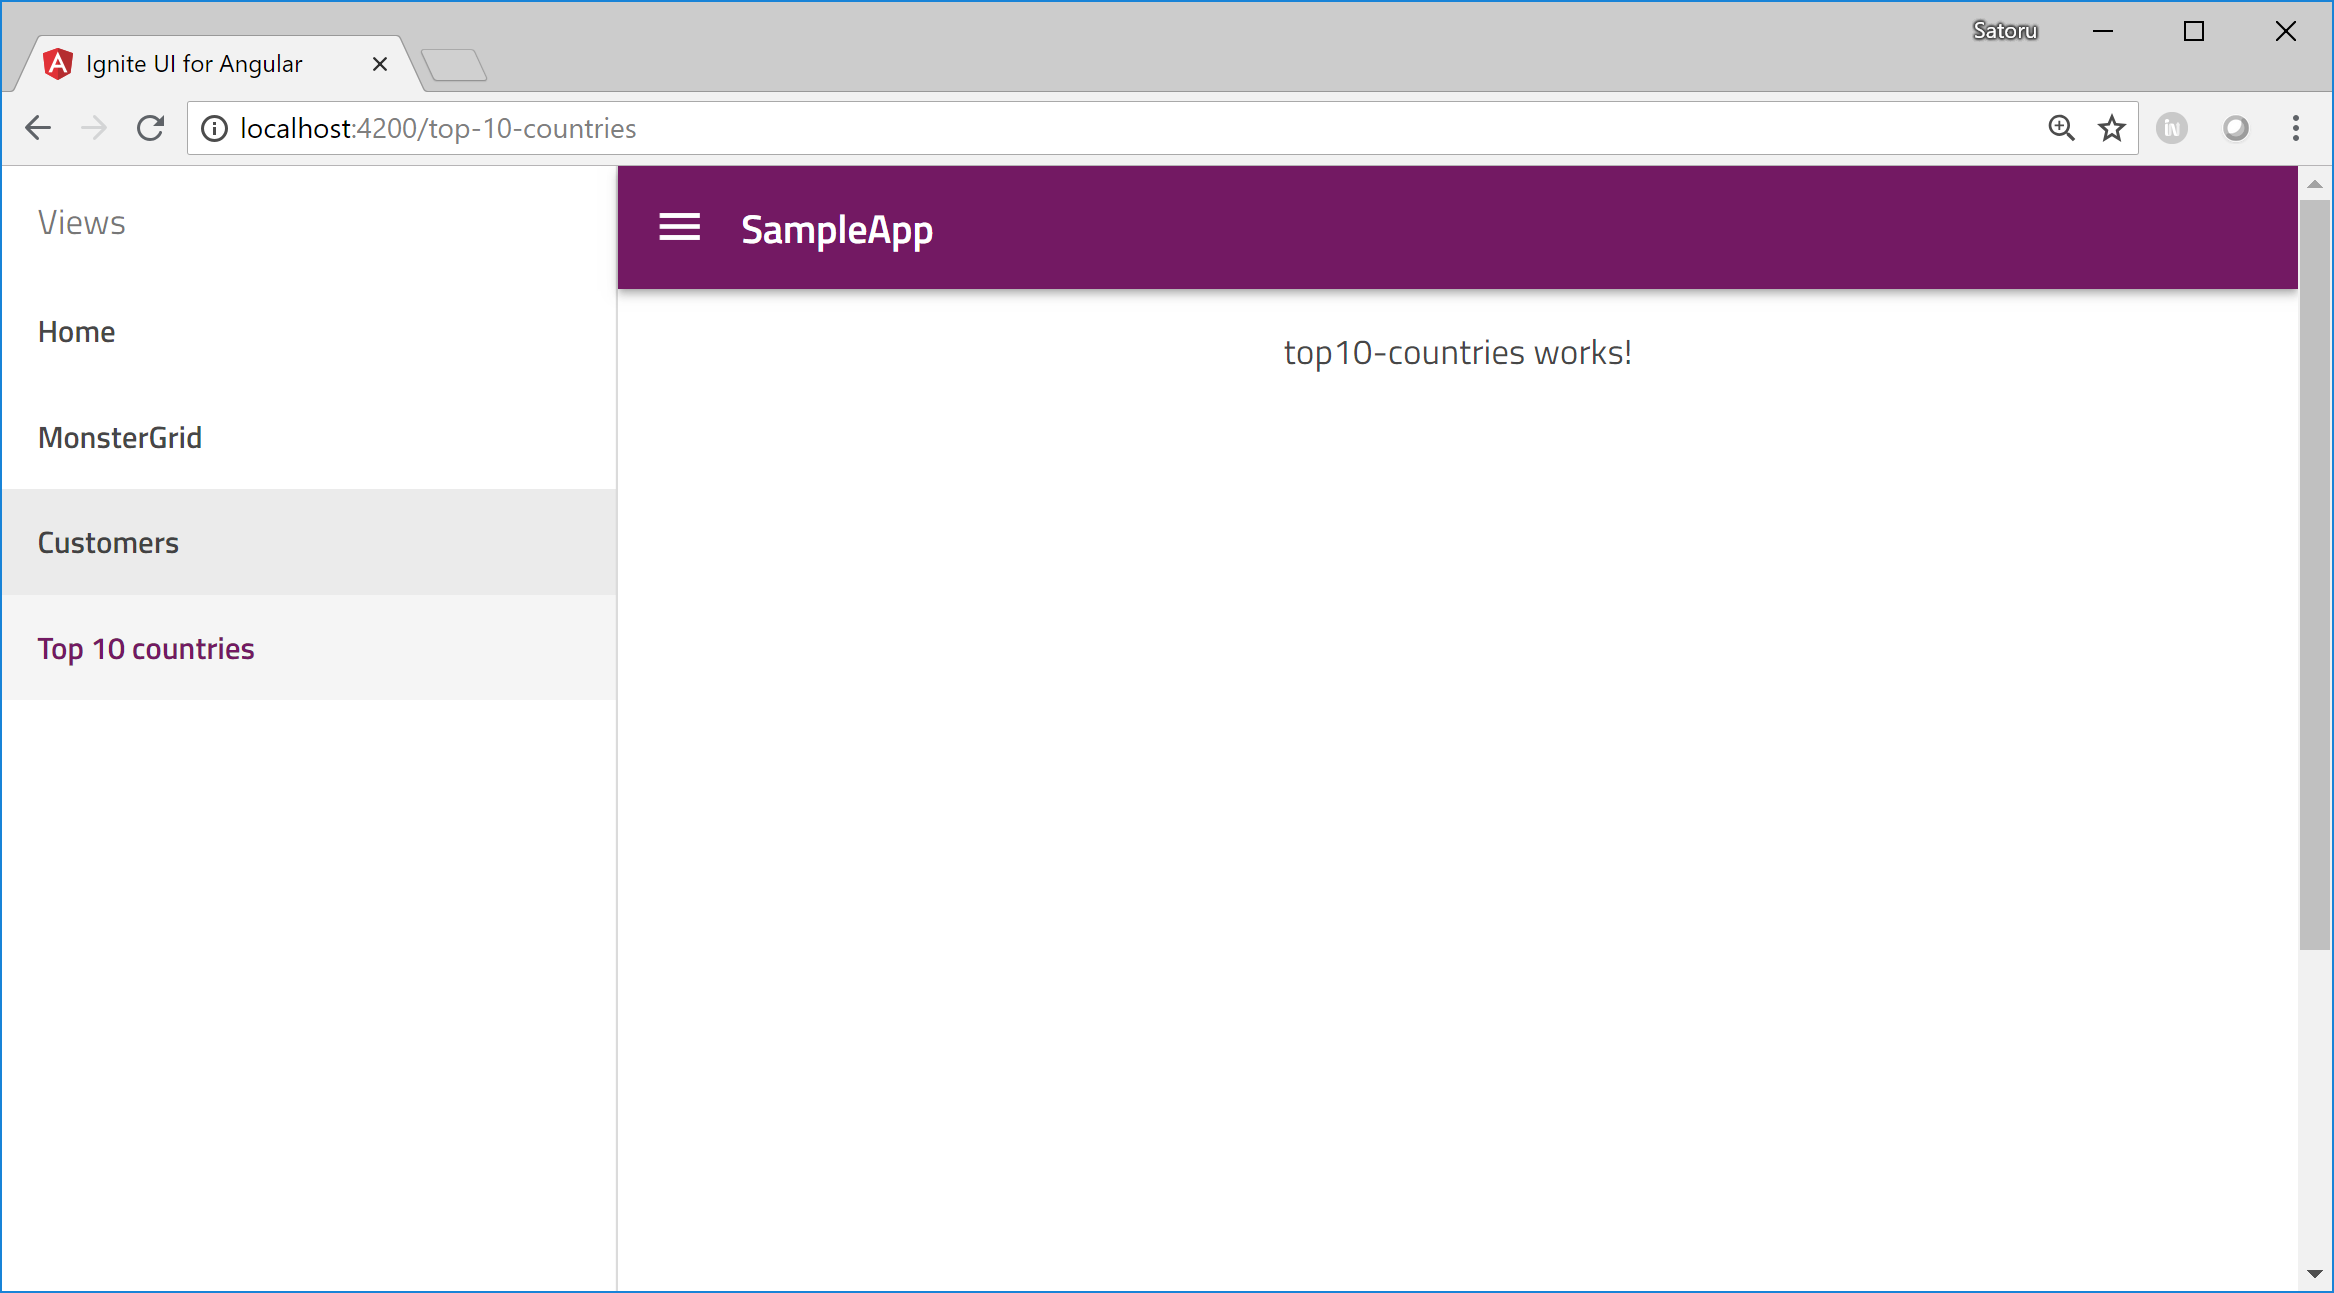 Satoru
Ignite UI for Angular
localhost:4200/top-10-countries
Views
SampleApp
Home
top10-countries works!
MonsterGrid
Customers
Top 10 countries